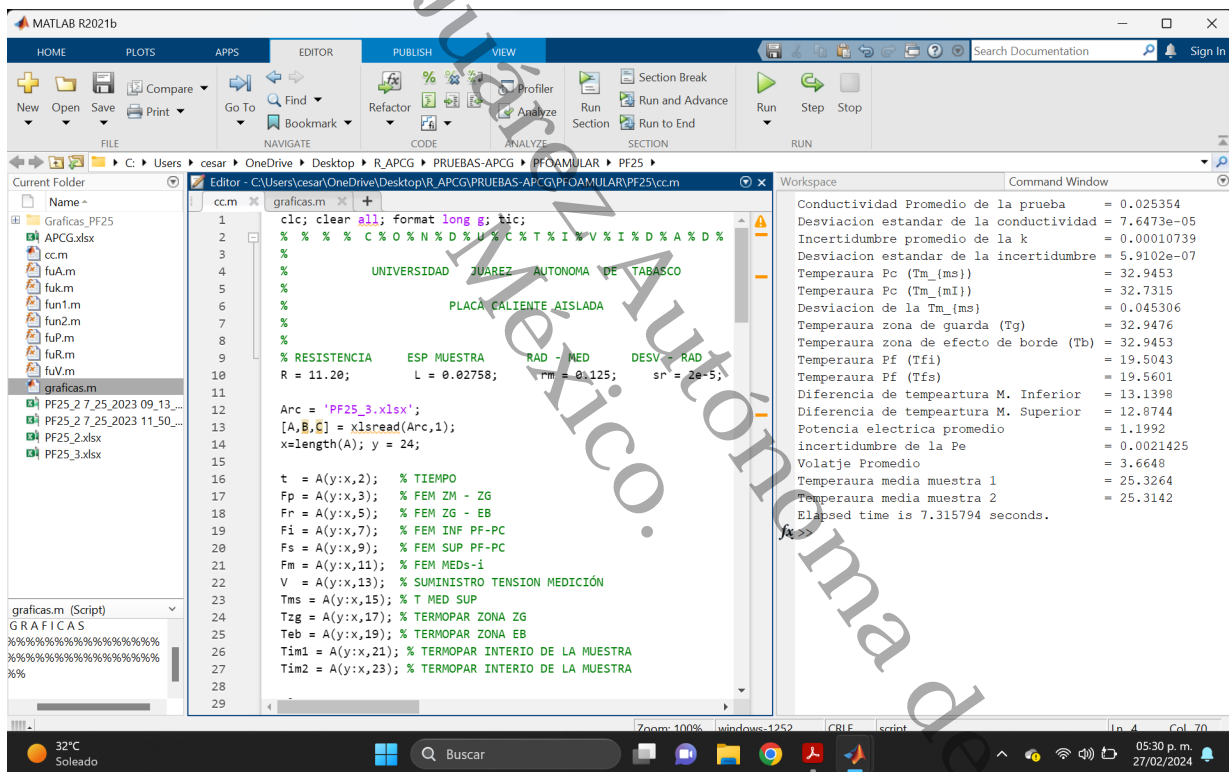 MATLAB R2021b
HOME PLOTS APPS EDITOR PUBLISH VIEW Search Documentation Sign In
New Open Save Compare Print Go To Find Bookmark Refactor Profiler Analyze Run Section Section Break Run and Advance Run to End Run Step Stop
FILE NAVIGATE CODE ANALYZE SECTION RUN
C: Users cesar OneDrive Desktop R_APCG PRUEBAS-APCG PFOAMULAR PF25
Current Folder
Name
Graficas_PF25
APCG.xlsx
cc.m
fuA.m
fuk.m
fun1.m
fun2.m
fuP.m
fuR.m
fuV.m
graficas.m
PF25_2 7_25_2023 09_13_...
PF25_2 7_25_2023 11_50_...
PF25_2.xlsx
PF25_3.xlsx
graficas.m (Script)
G R A F I C A S
%%%%%%%%%%%%%%%%
%%%%%%%%%%%%%%%%
%%
Editor - C:\Users\cesar\OneDrive\Desktop\R_APCG\PRUEBAS-APCG\PFOAMULAR\PF25\cc.m
cc.m graficas.m
1 clc; clear all; format long g; tic;
2 % % % % C % O % N % D % U % C % T % I % V % I % D % A % D %
3 %
4 % UNIVERSIDAD JUAREZ AUTONOMA DE TABASCO
5 %
6 % PLACA CALIENTE AISLADA
7 %
8 %
9 % RESISTENCIA ESP MUESTRA RAD - MED DESV - RAD
10 R = 11.20; L = 0.02758; rm = 0.125; sr = 2e-5;
11
12 Arc = 'PF25_3.xlsx';
13 [A,B,C] = xlsread(Arc,1);
14 x=length(A); y = 24;
15
16 t = A(y:x,2); % TIEMPO
17 Fp = A(y:x,3); % FEM ZM - ZG
18 Fr = A(y:x,5); % FEM ZG - EB
19 Fi = A(y:x,7); % FEM INF PF-PC
20 Fs = A(y:x,9); % FEM SUP PF-PC
21 Fm = A(y:x,11); % FEM MEDs-i
22 V = A(y:x,13); % SUMINISTRO TENSION MEDICIÓN
23 Tms = A(y:x,15); % T MED SUP
24 Tzg = A(y:x,17); % TERMOPAR ZONA ZG
25 Teb = A(y:x,19); % TERMOPAR ZONA EB
26 Tim1 = A(y:x,21); % TERMOPAR INTERIO DE LA MUESTRA
27 Tim2 = A(y:x,23); % TERMOPAR INTERIO DE LA MUESTRA
28
29
Workspace Command Window
Conductividad Promedio de la prueba = 0.025354
Desviacion estandar de la conductividad = 7.6473e-05
Incertidumbre promedio de la k = 0.00010739
Desviacion estandar de la incertidumbre = 5.9102e-07
Temperaura Pc (Tm_{ms}) = 32.9453
Temperaura Pc (Tm_{mI}) = 32.7315
Desviacion de la Tm_{ms} = 0.045306
Temperaura zona de guarda (Tg) = 32.9476
Temperaura zona de efecto de borde (Tb) = 32.9453
Temperatura Pf (Tfi) = 19.5043
Temperatura Pf (Tfs) = 19.5601
Diferencia de tempeartura M. Inferior = 13.1398
Diferencia de tempeartura M. Superior = 12.8744
Potencia electrica promedio = 1.1992
incertidumbre de la Pe = 0.0021425
Volatje Promedio = 3.6648
Temperaura media muestra 1 = 25.3264
Temperaura media muestra 2 = 25.3142
Elapsed time is 7.315794 seconds.
fx >>
Zoom: 100% windows-1252 CRLF script Ln 4 Col 70
32°C
Soleado
Buscar
05:30 p. m.
27/02/2024
Juárez Autónoma de
México.